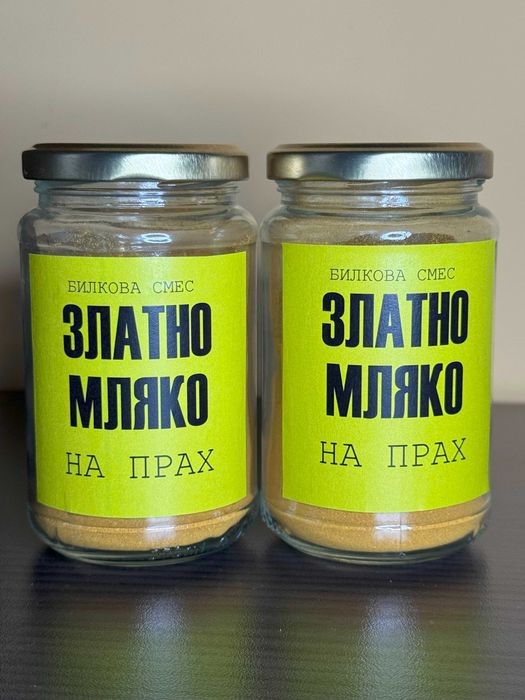 БИЛКОВА СМЕС
ЗЛАТНО
МЛЯКО
НА ПРАХ
БИЛКОВА СМЕС
ЗЛАТНО
МЛЯКО
НА ПРАХ